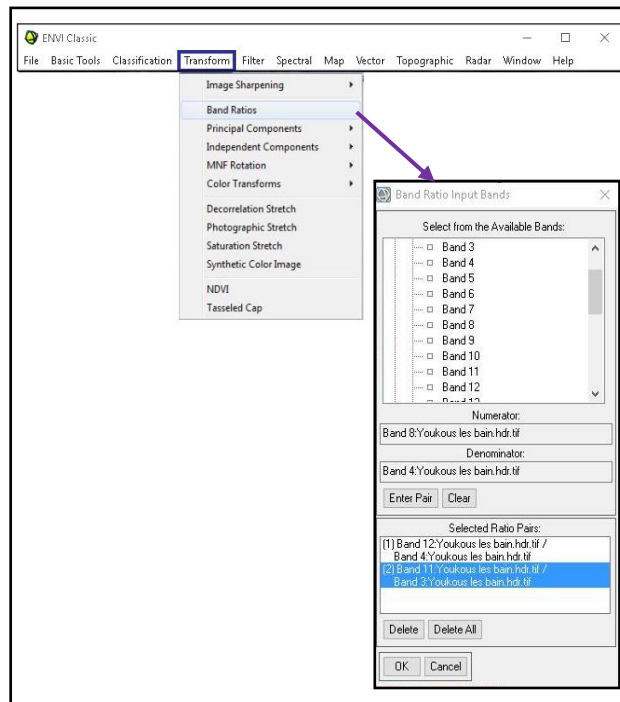 ENVI Classic
File Basic Tools Classification Transform Filter Spectral Map Vector Topographic Radar Window Help
Image Sharpening
Band Ratios
Principal Components
Independent Components
MNF Rotation
Color Transforms
Decorrelation Stretch
Photographic Stretch
Saturation Stretch
Synthetic Color Image
NDVI
Tasseled Cap
Band Ratio Input Bands
Select from the Available Bands:
Band 3
Band 4
Band 5
Band 6
Band 7
Band 8
Band 9
Band 10
Band 11
Band 12
Numerator:
Band 8:Youkous les bain.hdr.tif
Denominator:
Band 4:Youkous les bain.hdr.tif
Enter Pair Clear
Selected Ratio Pairs:
(1) Band 12:Youkous les bain.hdr.tif /
Band 4:Youkous les bain.hdr.tif
(2) Band 11:Youkous les bain.hdr.tif /
Band 3:Youkous les bain.hdr.tif
Delete Delete All
OK Cancel